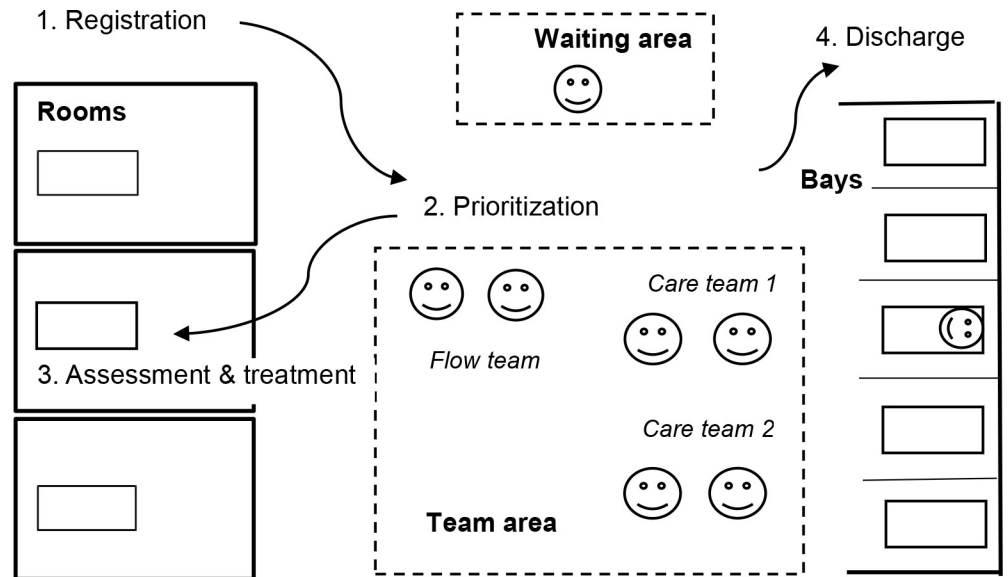 1. Registration
Waiting area
4. Discharge
Rooms
Bays
2. Prioritization
Care team 1
Flow team
3. Assessment & treatment
Care team 2
Team area